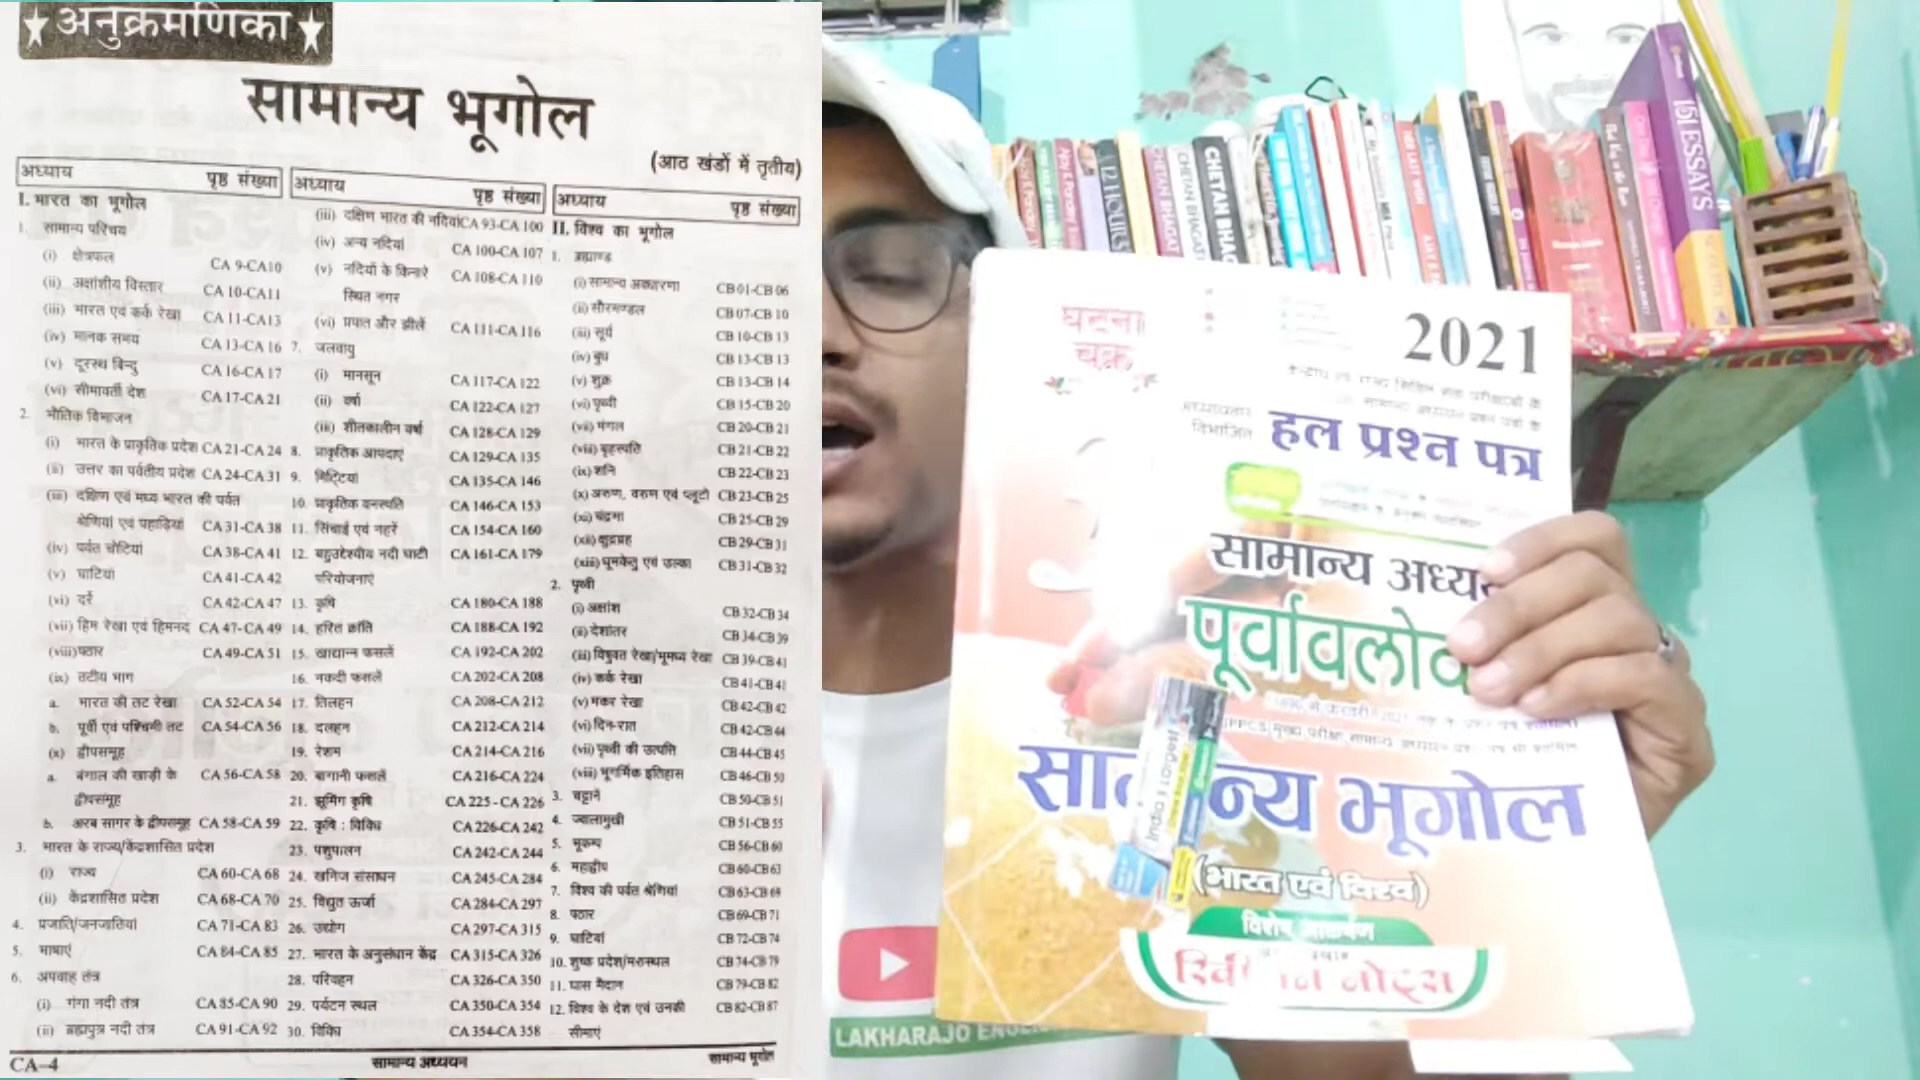 अनुक्रमणिका
सामान्य भूगोल
(आठ खंडों में तृतीय)
अध्याय पृष्ठ संख्या
I. भारत का भूगोल
1. सामान्य परिचय
(i) क्षेत्रफल CA 9-CA10
(ii) अक्षांशीय विस्तार CA 10-CA11
(iii) भारत एवं कर्क रेखा CA 11-CA13
(iv) मानक समय CA 13-CA 16
(v) दूरस्थ बिन्दु CA 16-CA 17
(vi) सीमावर्ती देश CA 17-CA 21
2. भौतिक विभाजन
(i) भारत के प्राकृतिक प्रदेश CA 21-CA 24
(ii) उत्तर का पर्वतीय प्रदेश CA 24-CA 31
(iii) दक्षिण एवं मध्य भारत की पर्वत
श्रेणियां एवं पहाड़ियां CA 31-CA 38
(iv) पर्वत चोटियां CA 38-CA 41
(v) घाटियां CA 41-CA 42
(vi) दर्रे CA 42-CA 47
(vii) हिम रेखा एवं हिमनद CA 47-CA 49
(viii) पठार CA 49-CA 51
(ix) तटीय भाग
a. भारत की तट रेखा CA 52-CA 54
b. पूर्वी एवं पश्चिमी तट CA 54-CA 56
(x) द्वीपसमूह
a. बंगाल की खाड़ी के CA 56-CA 58
द्वीपसमूह
b. अरब सागर के द्वीपसमूह CA 58-CA 59
3. भारत के राज्य/केंद्रशासित प्रदेश
(i) राज्य CA 60-CA 68
(ii) केंद्रशासित प्रदेश CA 68-CA 70
4. प्रजाति/जनजातियां CA 71-CA 83
5. भाषाएं CA 84-CA 85
6. अपवाह तंत्र
(i) गंगा नदी तंत्र CA 85-CA 90
(ii) ब्रह्मपुत्र नदी तंत्र CA 91-CA 92
अध्याय पृष्ठ संख्या
(iii) दक्षिण भारत की नदियां CA 93-CA 100
(iv) अन्य नदियां CA 100-CA 107
(v) नदियों के किनारे CA 108-CA 110
स्थित नगर
(vi) प्रपात और झीलें CA 111-CA 116
7. जलवायु
(i) मानसून CA 117-CA 122
(ii) वर्षा CA 122-CA 127
(iii) शीतकालीन वर्षा CA 128-CA 129
8. प्राकृतिक आपदाएं CA 129-CA 135
9. मिट्टियां CA 135-CA 146
10. प्राकृतिक वनस्पति CA 146-CA 153
11. सिंचाई एवं नहरें CA 154-CA 160
12. बहुउद्देश्यीय नदी घाटी CA 161-CA 179
परियोजनाएं
13. कृषि CA 180-CA 188
14. हरित क्रांति CA 188-CA 192
15. खाद्यान्न फसलें CA 192-CA 202
16. नकदी फसलें CA 202-CA 208
17. तिलहन CA 208-CA 212
18. दलहन CA 212-CA 214
19. रेशम CA 214-CA 216
20. बागानी फसलें CA 216-CA 224
21. झूमिंग कृषि CA 225 - CA 226
22. कृषि : विविध CA 226-CA 242
23. पशुपालन CA 242-CA 244
24. खनिज संसाधन CA 245-CA 284
25. विद्युत ऊर्जा CA 284-CA 297
26. उद्योग CA 297-CA 315
27. भारत के अनुसंधान केंद्र CA 315-CA 326
28. परिवहन CA 326-CA 350
29. पर्यटन स्थल CA 350-CA 354
30. विविध CA 354-CA 358
अध्याय पृष्ठ संख्या
II. विश्व का भूगोल
1. ब्रह्माण्ड
(i) सामान्य अवधारणा CB 01-CB 06
(ii) सौरमण्डल CB 07-CB 10
(iii) सूर्य CB 10-CB 13
(iv) बुध CB 13-CB 13
(v) शुक्र CB 13-CB 14
(vi) पृथ्वी CB 15-CB 20
(vii) मंगल CB 20-CB 21
(viii) बृहस्पति CB 21-CB 22
(ix) शनि CB 22-CB 23
(x) अरुण, वरुण एवं प्लूटो CB 23-CB 25
(xi) चंद्रमा CB 25-CB 29
(xii) क्षुद्रग्रह CB 29-CB 31
(xiii) धूमकेतु एवं उल्का CB 31-CB 32
2. पृथ्वी
(i) अक्षांश CB 32-CB 34
(ii) देशांतर CB 34-CB 39
(iii) विषुवत रेखा/भूमध्य रेखा CB 39-CB 41
(iv) कर्क रेखा CB 41-CB 41
(v) मकर रेखा CB 42-CB 42
(vi) दिन-रात CB 42-CB 44
(vii) पृथ्वी की उत्पत्ति CB 44-CB 45
(viii) भूगर्भिक इतिहास CB 46-CB 50
3. चट्टानें CB 50-CB 51
4. ज्वालामुखी CB 51-CB 55
5. भूकम्प CB 56-CB 60
6. महाद्वीप CB 60-CB 63
7. विश्व की पर्वत श्रेणियां CB 63-CB 69
8. पठार CB 69-CB 71
9. घाटियां CB 72-CB 74
10. शुष्क प्रदेश/मरुस्थल CB 74-CB 79
11. घास मैदान CB 79-CB 82
12. विश्व के देश एवं उनकी CB 82-CB 87
सीमाएं
CA-4 सामान्य अध्ययन सामान्य भूगोल
घटना
चक्र
2021
अध्यायवार
विभाजित
हल प्रश्न पत्र
सामान्य अध्य
पूर्वावलोक
सा न्य भूगोल
(भारत एवं विश्व)
विशेष आकर्षण
नोट्स
LAKHARAJO ENGLIS
CHETAN BHAGAT
CHETAN BHAGAT
CHETAN BHAG
ESSAYS